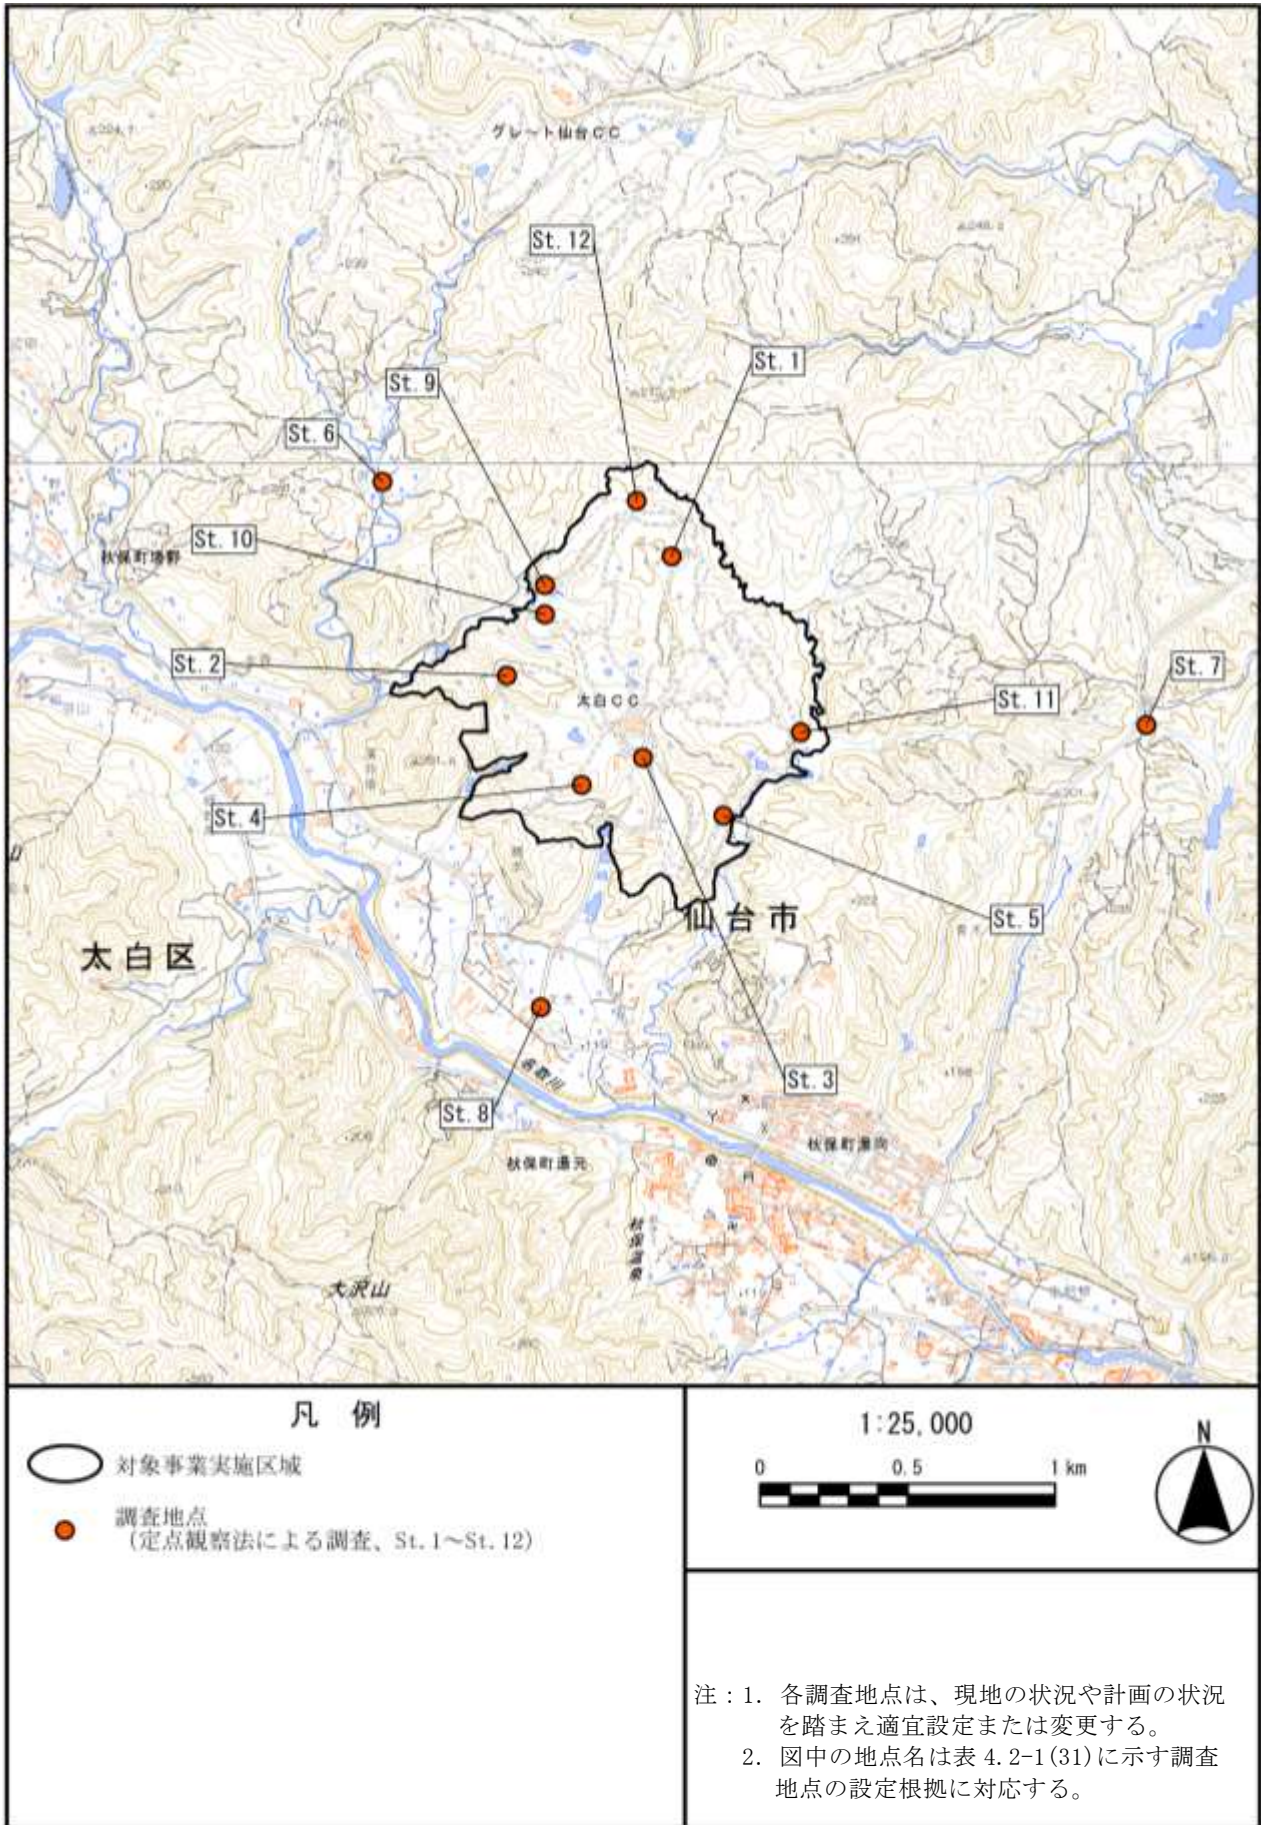 グレート仙台CC
St. 12
St. 1
St. 9
St. 6
St. 10
秋保町境野
St. 2
St. 7
太白CC
St. 11
St. 4
仙台市
St. 5
太白区
名取川
St. 3
St. 8
秋保町湯向
秋保町湯元
秋保温泉
大沢山
凡 例
対象事業実施区域
調査地点
(定点観察法による調査、St. 1～St. 12)
1:25,000
0 0.5 1 km
N
注：1. 各調査地点は、現地の状況や計画の状況
を踏まえ適宜設定または変更する。
2. 図中の地点名は表 4.2-1(31)に示す調査
地点の設定根拠に対応する。